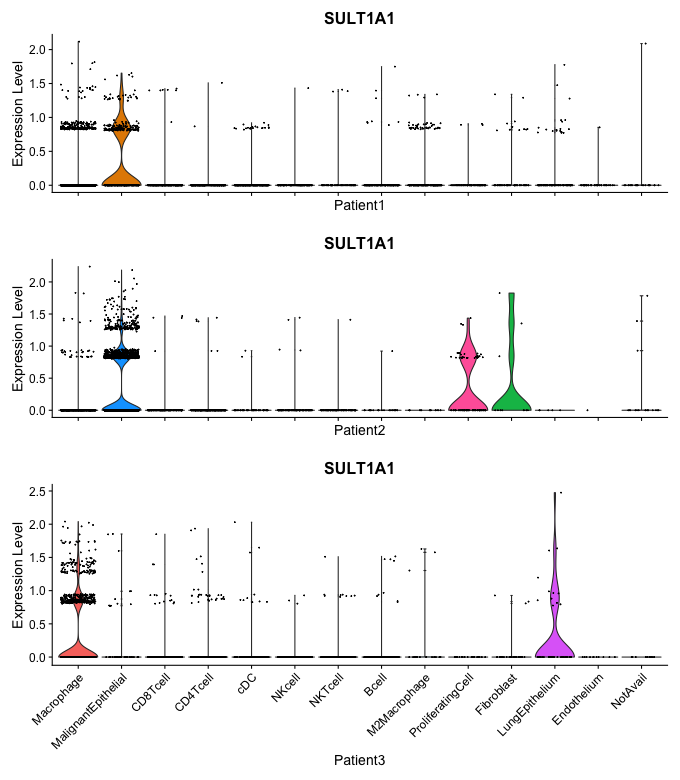 SULT1A1
Expression Level
2.0
1.5
1.0
0.5
0.0
Patient1
SULT1A1
Expression Level
2.0
1.5
1.0
0.5
0.0
Patient2
SULT1A1
Expression Level
2.5
2.0
1.5
1.0
0.5
0.0
Macrophage
MalignantEpithelial
CD8Tcell
CD4Tcell
cDC
NKcell
NKTcell
Bcell
M2Macrophage
ProliferatingCell
Fibroblast
LungEpithelium
Endothelium
NotAvail
Patient3